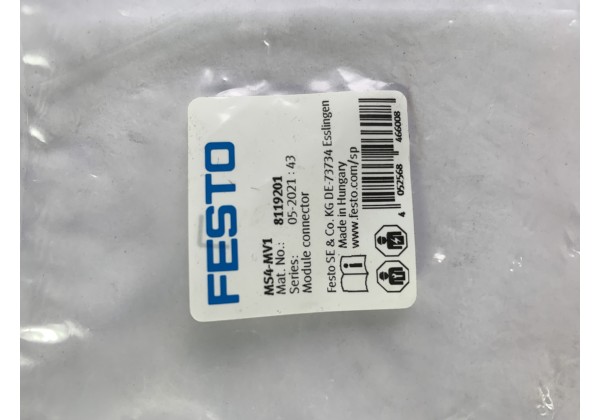 FESTO
MS4-MV1
Mat. No.: 8119201
Series: 05-2021 : 43
Module connector
Festo SE & Co. KG DE-73734 Esslingen
Made in Hungary
www.festo.com/sp
4 052568 466008